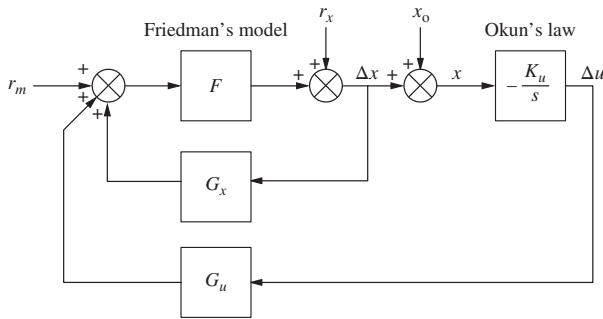 Friedman's model
r_x
x_o
Okun's law
r_m
+
+
+
F
+
+
Δx
+
+
x
- K_u / s
Δu
G_x
G_u